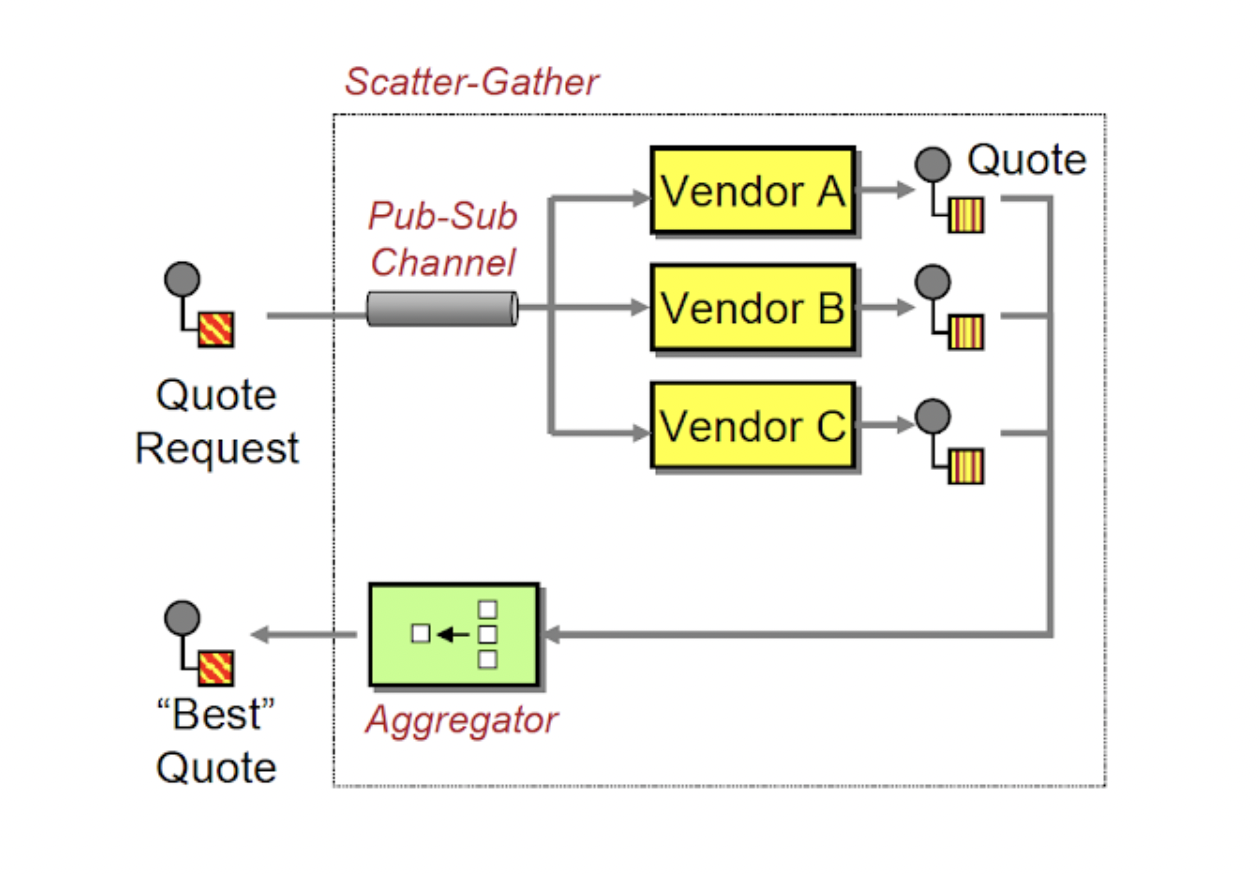 Scatter-Gather
Pub-Sub
Channel
Quote
Request
Vendor A
Vendor B
Vendor C
Quote
Aggregator
“Best”
Quote